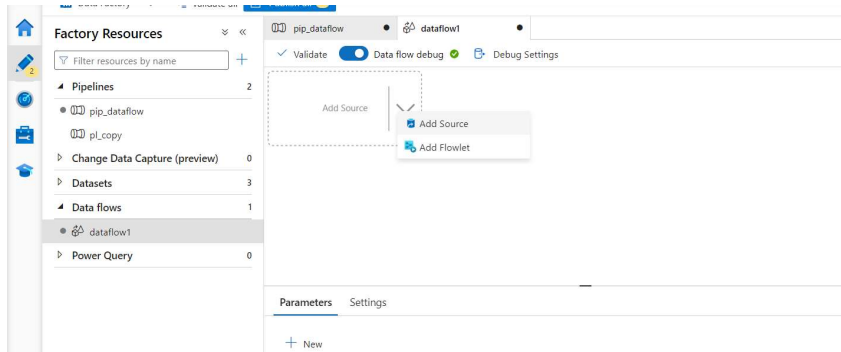 Factory Resources
Filter resources by name
2
Pipelines 2
pip_dataflow
pl_copy
Change Data Capture (preview) 0
Datasets 3
Data flows 1
dataflow1
Power Query 0
pip_dataflow
dataflow1
Validate
Data flow debug
Debug Settings
Add Source
Add Source
Add Flowlet
Parameters Settings
New